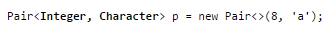 Pair<Integer, Character> p = new Pair<>(8, 'a');